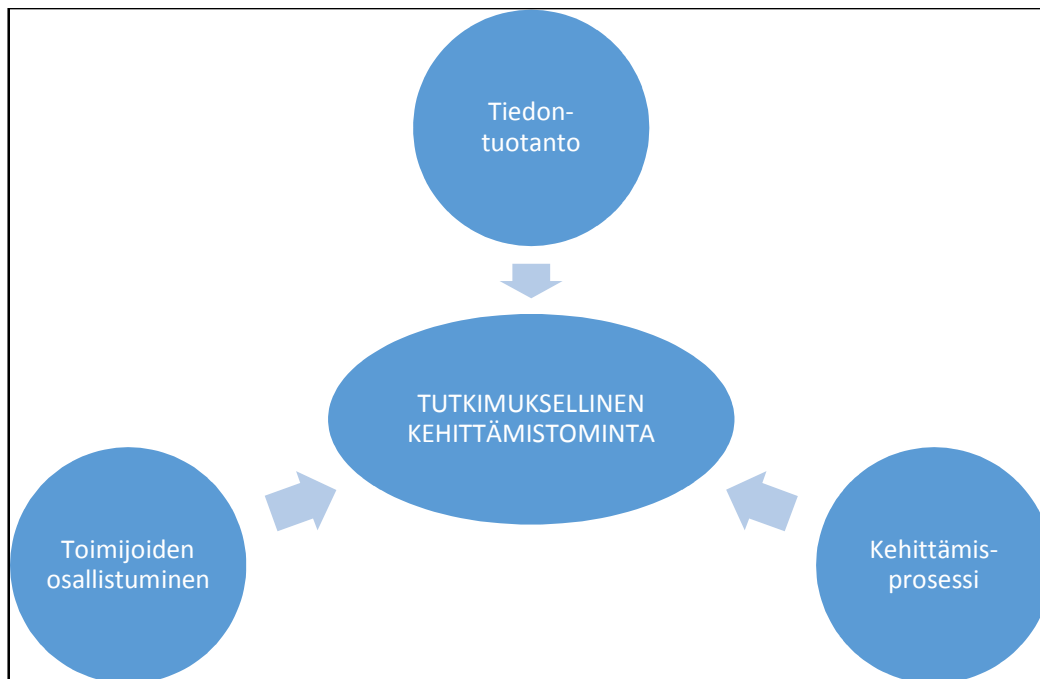 Tiedon-
tuotanto
TUTKIMUKSELLINEN
KEHITTÄMISTOMINTA
Toimijoiden
osallistuminen
Kehittämis-
prosessi